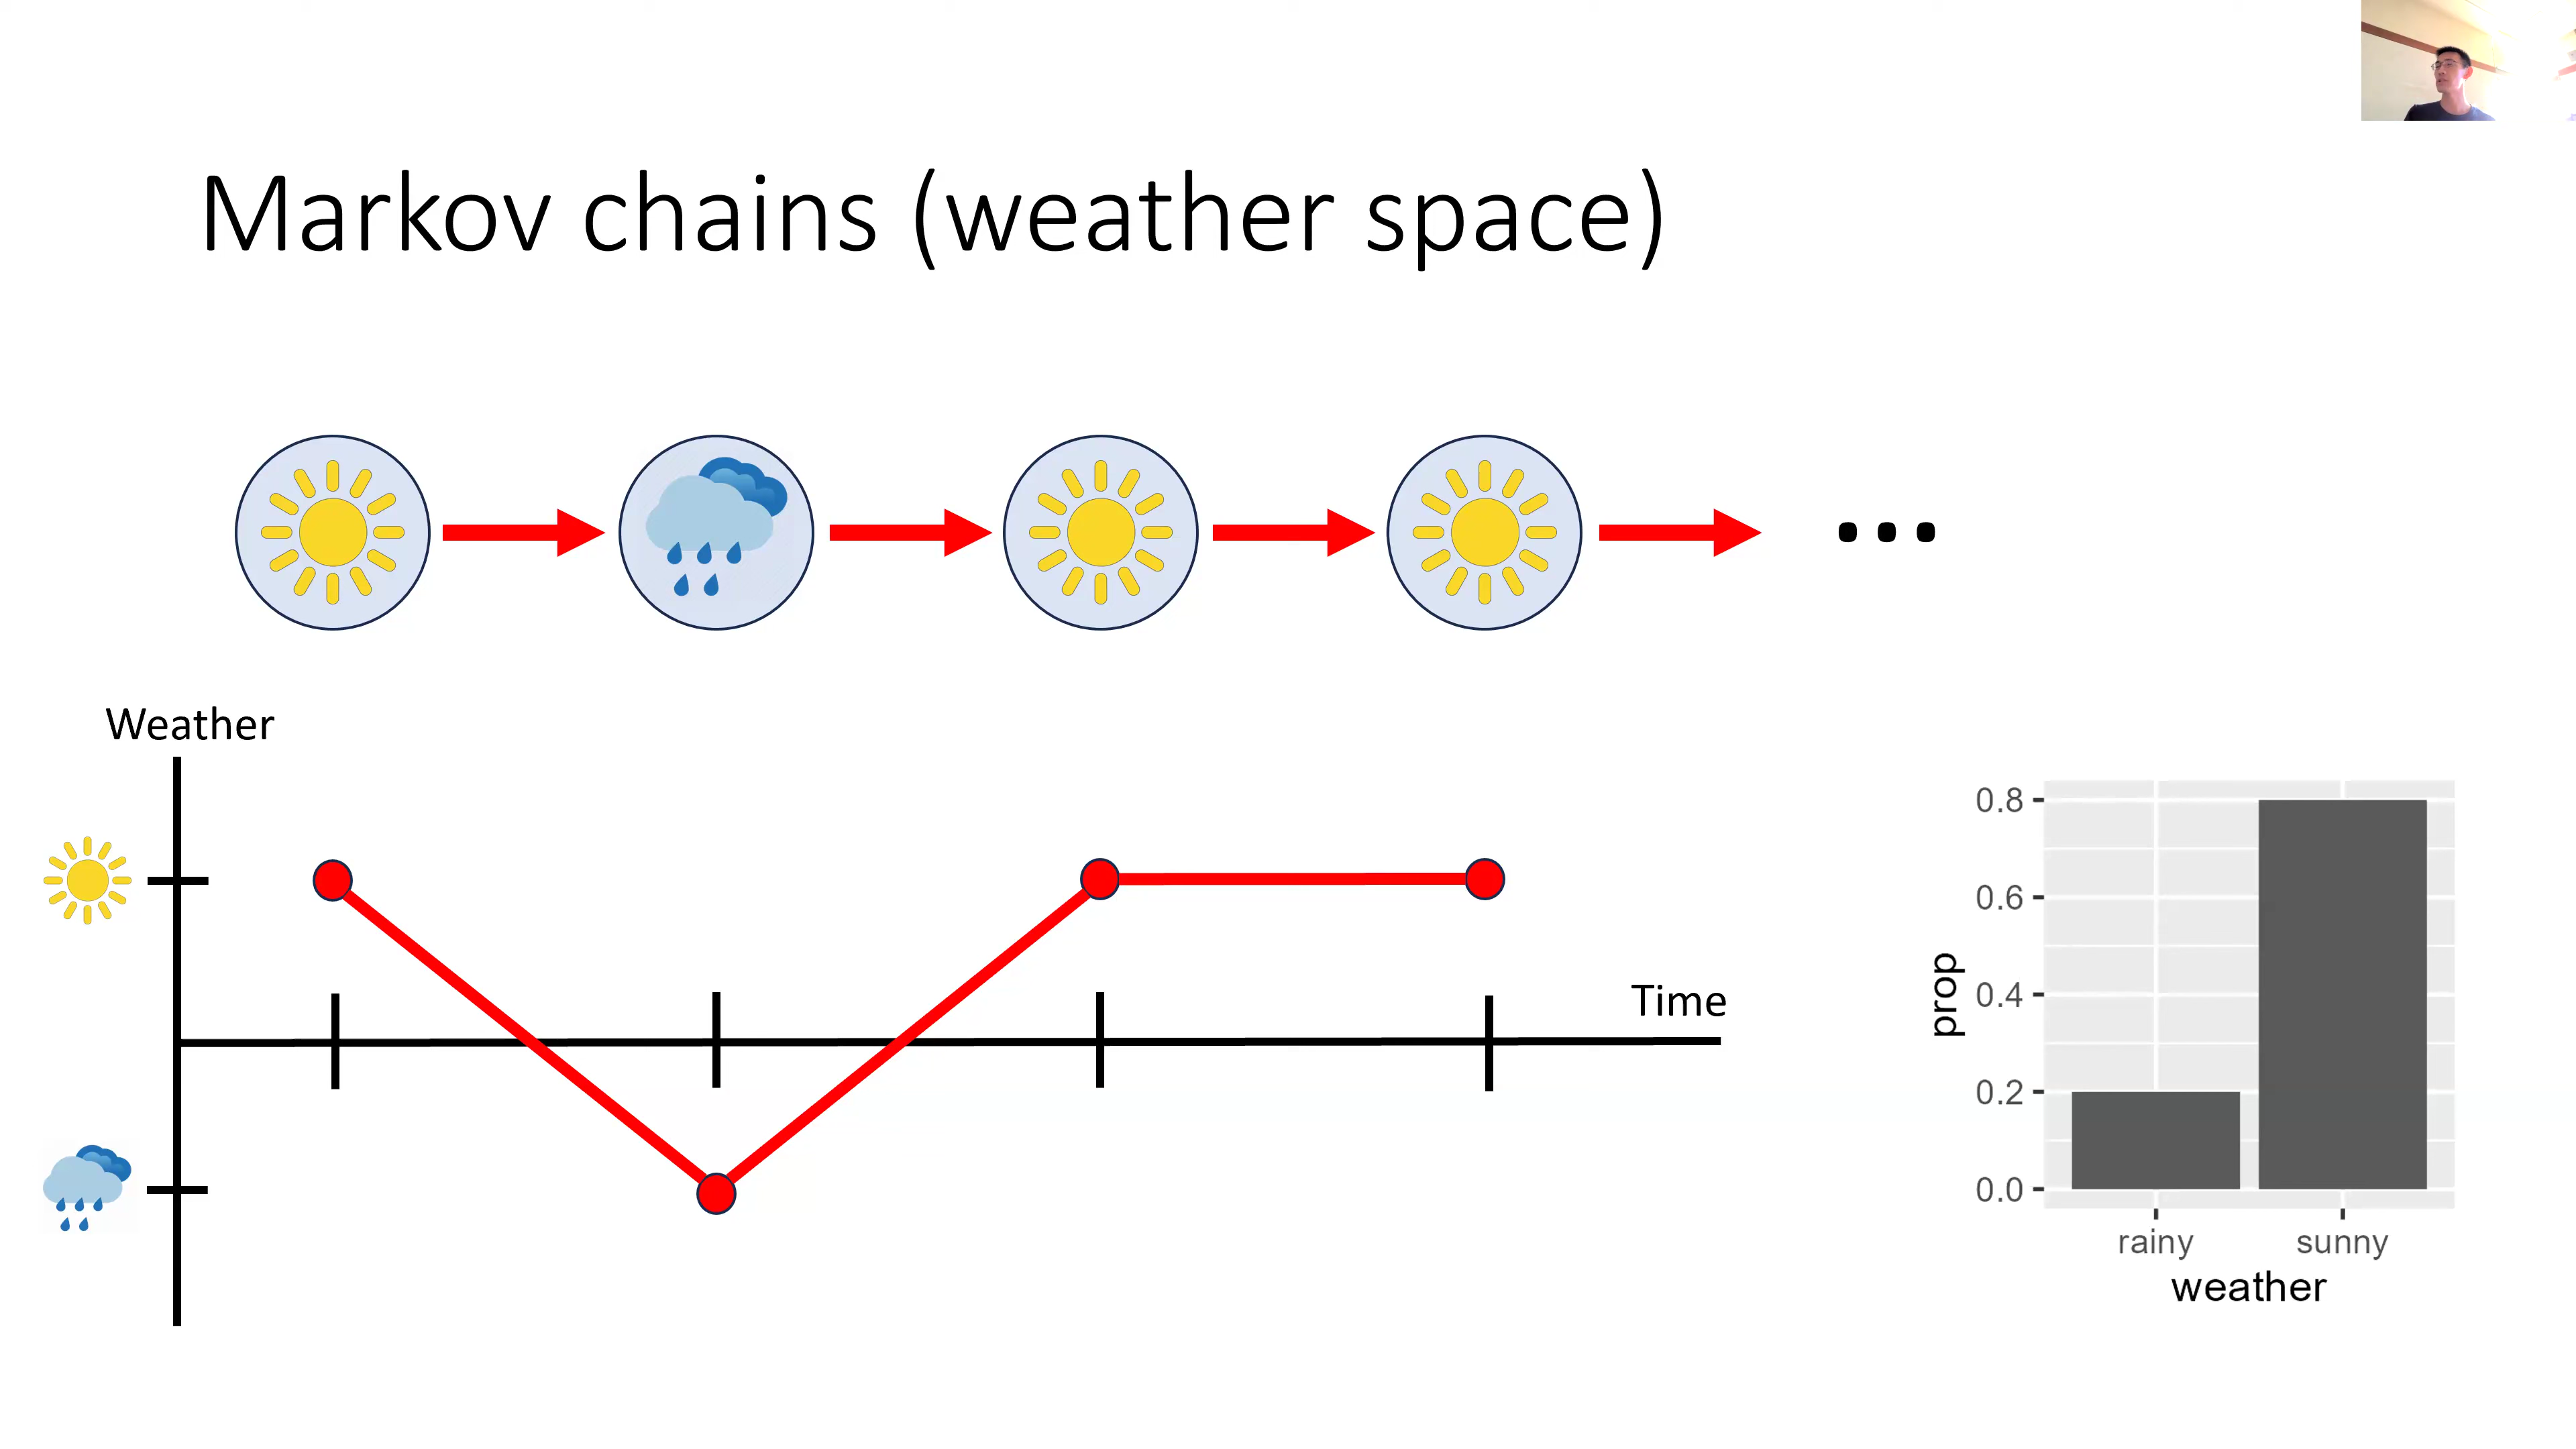 Markov chains (weather space)
...
Weather
Time
0.8
0.6
0.4
0.2
0.0
prop
rainy sunny
weather